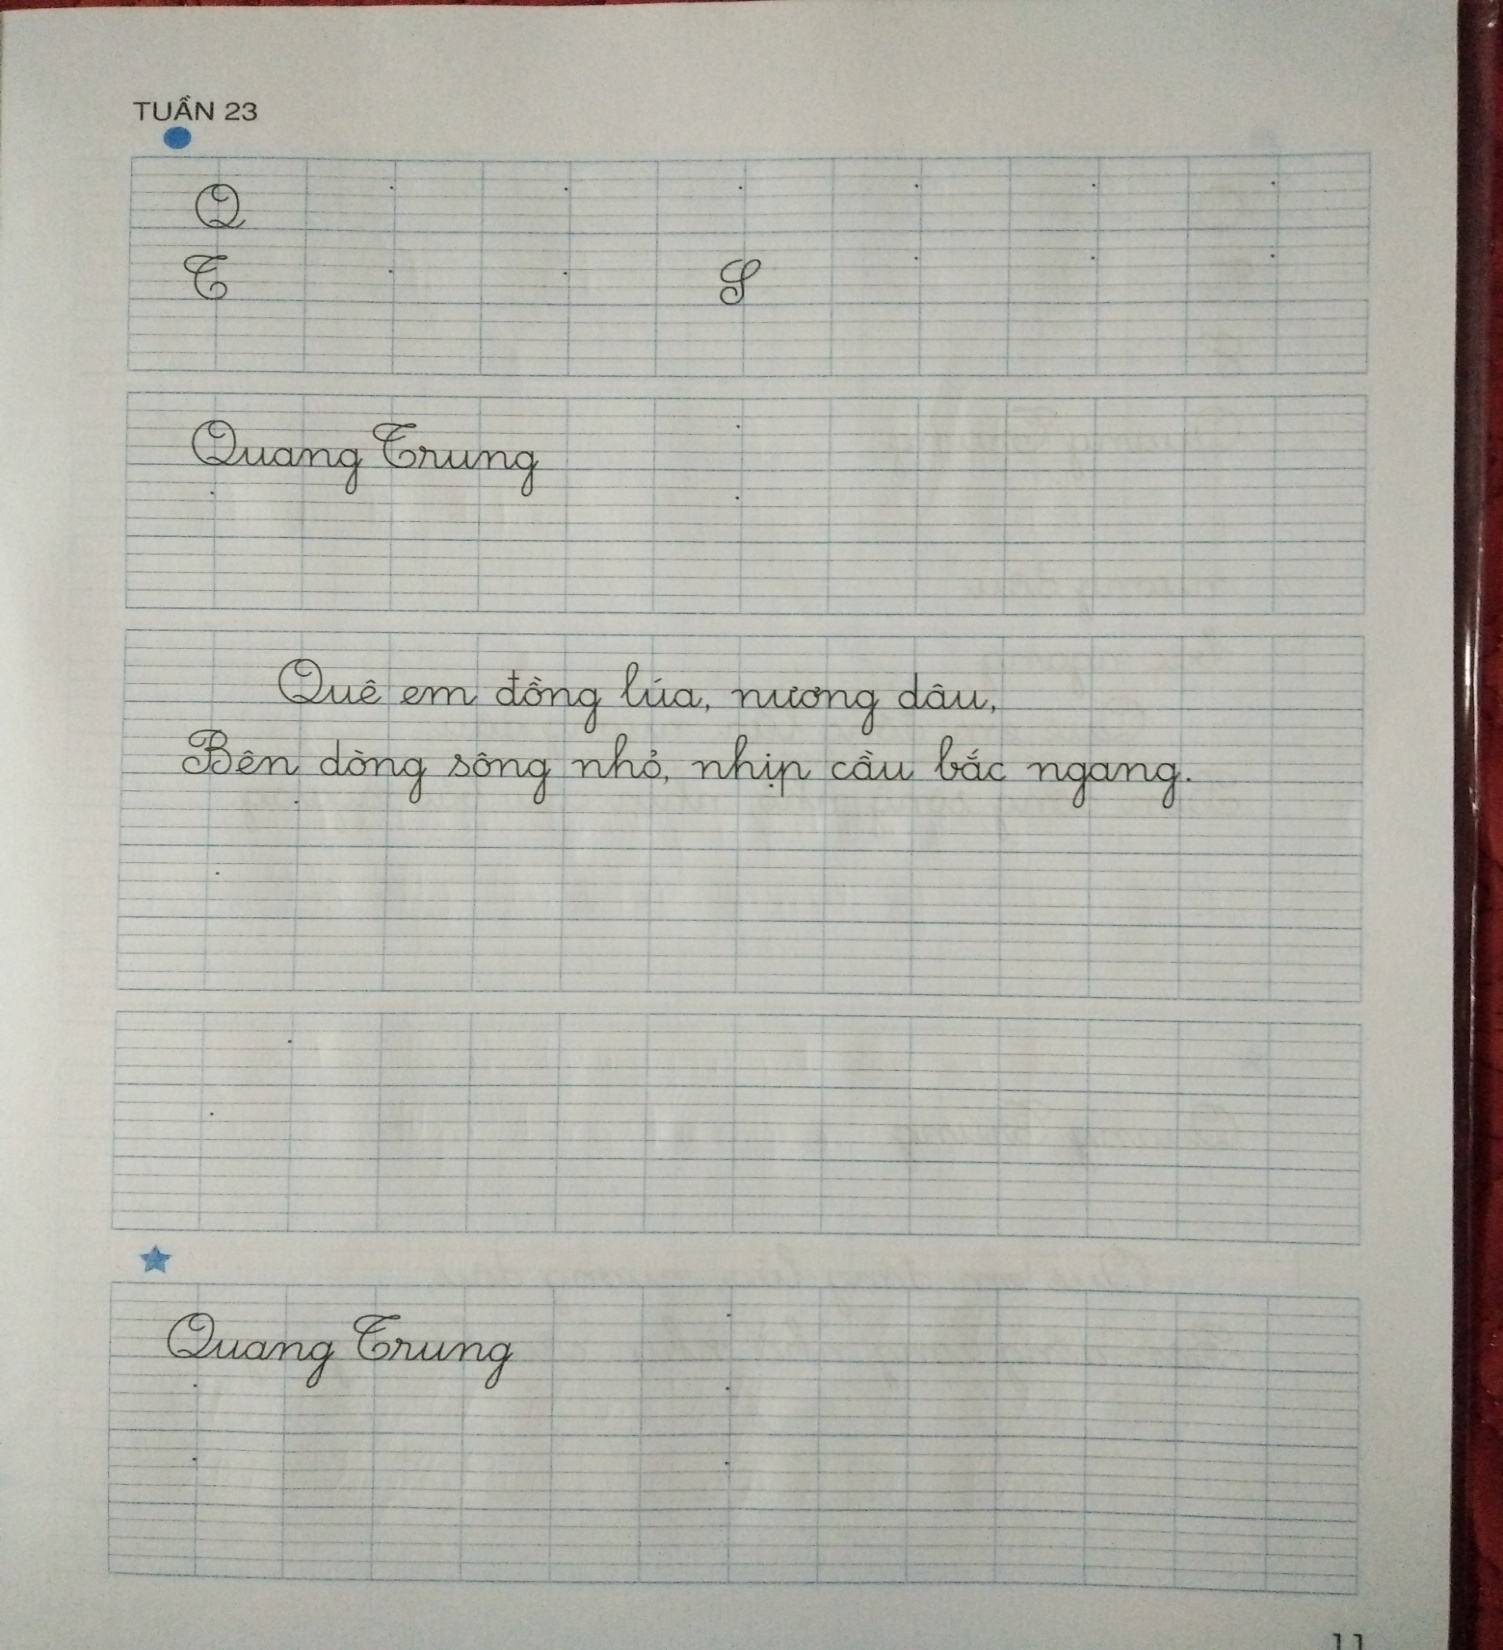 TUẦN 23
Q
T S
Quang Trung
Quê em đồng lúa, nương dâu,
Bên dòng sông nhỏ, nhịp cầu bắc ngang.
Quang Trung
11